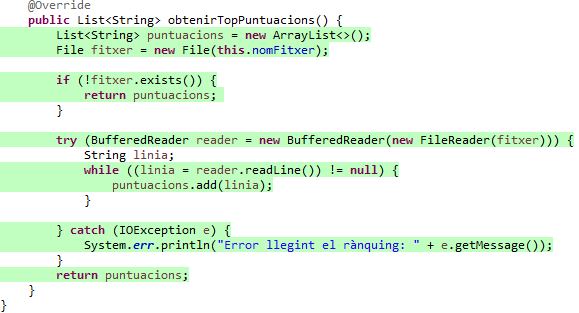 @Override
public List<String> obtenirTopPuntuacions() {
List<String> puntuacions = new ArrayList<>();
File fitxer = new File(this.nomFitxer);
if (!fitxer.exists()) {
return puntuacions;
}
try (BufferedReader reader = new BufferedReader(new FileReader(fitxer))) {
String linia;
while ((linia = reader.readLine()) != null) {
puntuacions.add(linia);
}
} catch (IOException e) {
System.err.println("Error llegint el rànquing: " + e.getMessage());
}
return puntuacions;
}
}